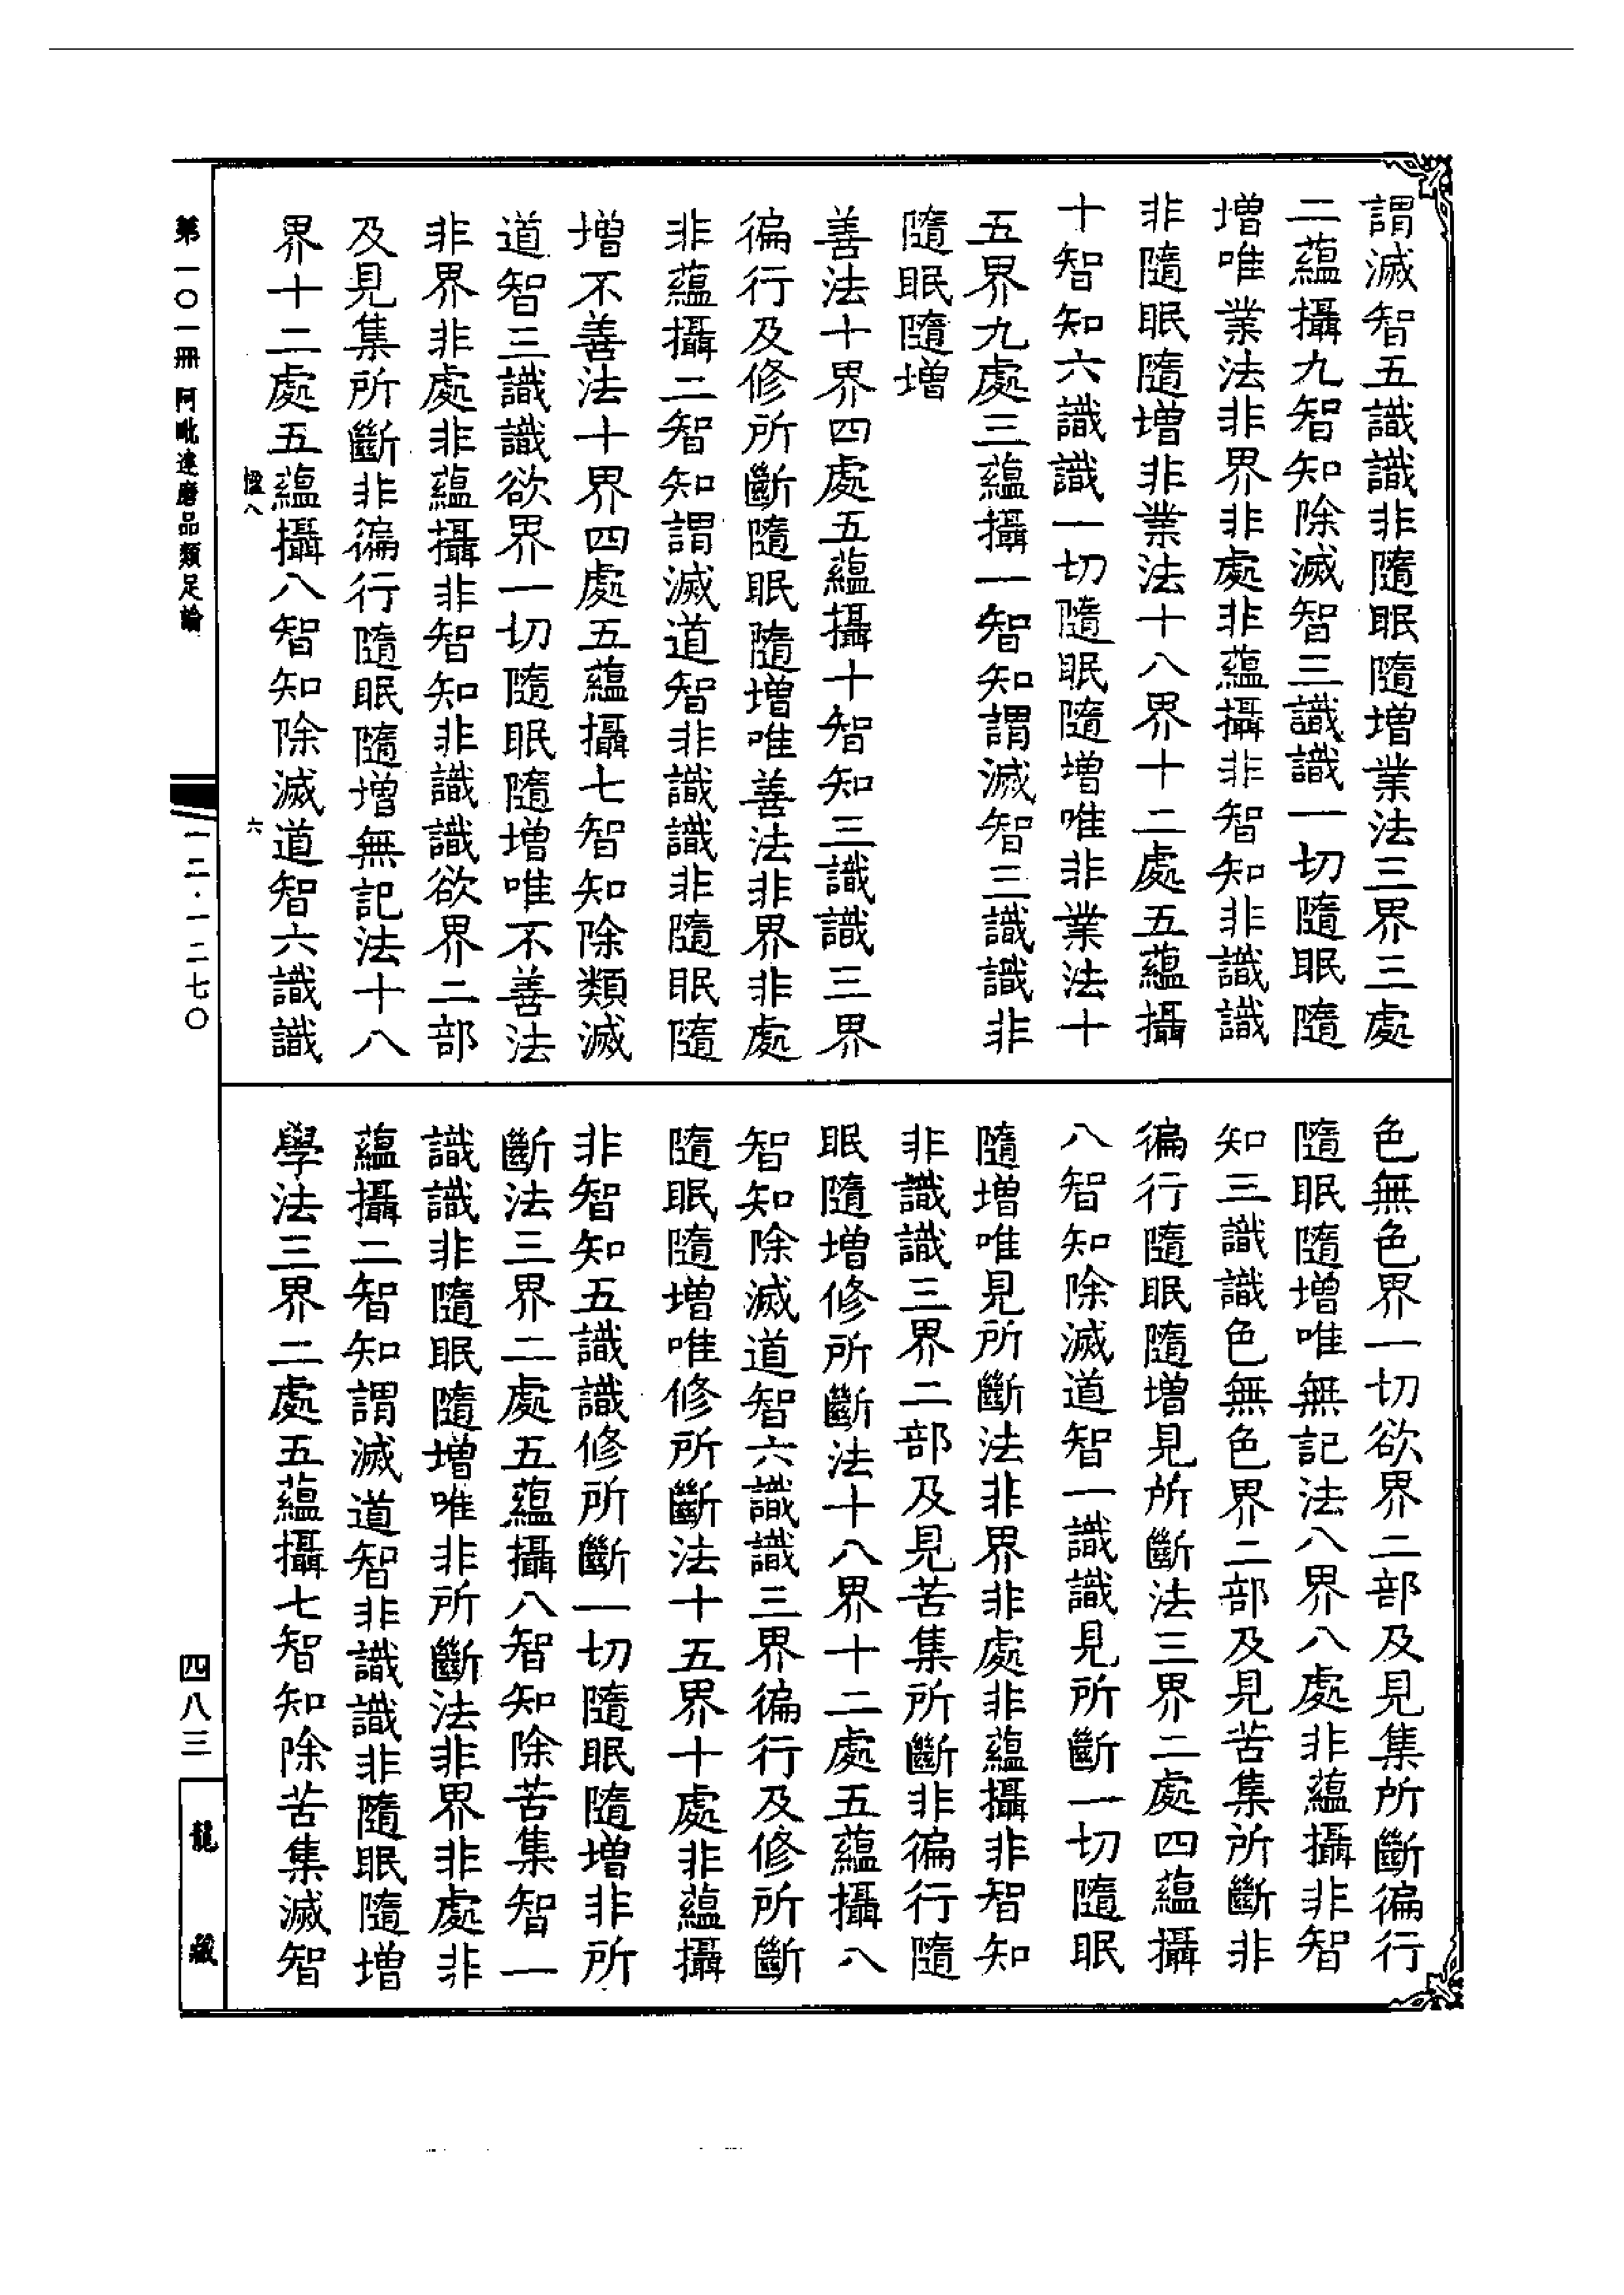 謂滅智五識識非隨眠隨増業法三界三處
二蘊攝九智知除滅智三識識一切隨眠隨
増唯業法非界非處非蘊攝非智知非識識
非隨眠隨増非業法十八界十二處五蘊攝
十智知六識識一切隨眠隨増唯非業法十
五界九處三蘊攝一智知謂滅智三識識非
隨眠隨増
善法十界四處五蘊攝十智知三識識三界
徧行及修所斷隨眠隨増唯善法非界非處
非蘊攝二智知謂滅道智非識識非隨眠隨
増不善法十界四處五蘊攝七智知除類滅
道智三識識欲界一切隨眠隨増唯不善法
非界非處非蘊攝非智知非識識欲界二部
及見集所斷非徧行隨眠隨増無記法十八
界十二處五蘊攝八智知除滅道智六識識
色無色界一切欲界二部及見集所斷徧行
隨眠隨増唯無記法八界八處非蘊攝非智
知三識識色無色界二部及見苦集所斷非
徧行隨眠隨増見所斷法三界二處四蘊攝
八智知除滅道智一識識見所斷一切隨眠
隨増唯見所斷法非界非處非蘊攝非智知
非識識三界二部及見苦集所斷非徧行隨
眠隨増修所斷法十八界十二處五蘊攝八
智知除滅道智六識識三界徧行及修所斷
隨眠隨増唯修所斷法十五界十處非蘊攝
非智知五識識修所斷一切隨眠隨増非所
斷法三界二處五蘊攝八智知除苦集智一
識識非隨眠隨増唯非所斷法非界非處非
蘊攝二智知謂滅道智非識識非隨眠隨増
學法三界二處五蘊攝七智知除苦集滅智
六
第一〇一冊 阿毗達磨品類足論
一二·一二七〇
四八三
龍藏